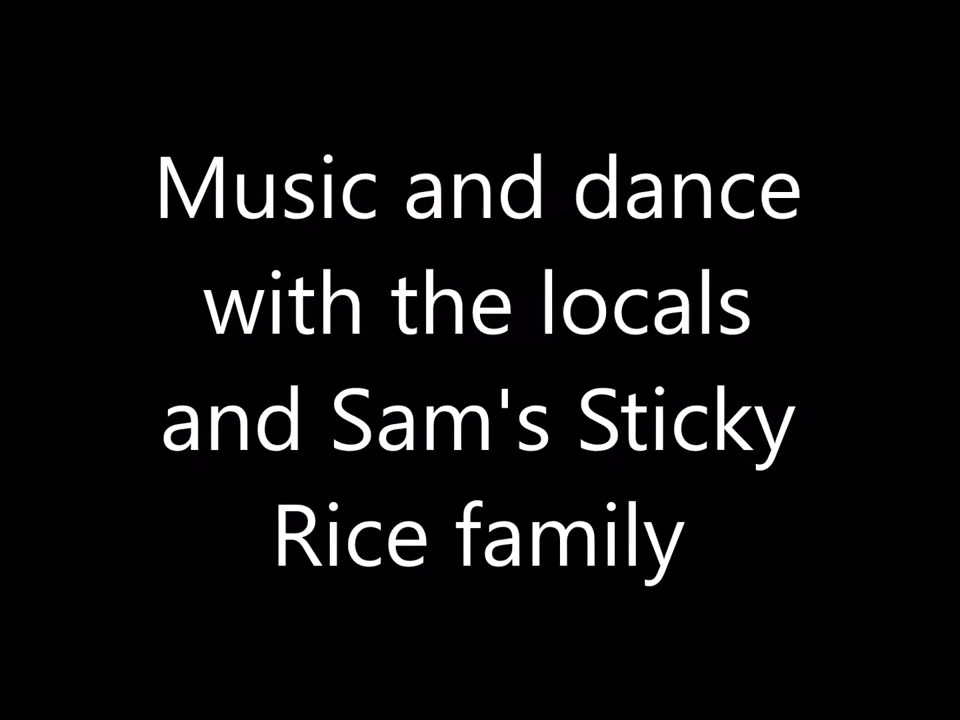 Music and dance
with the locals
and Sam's Sticky
Rice family